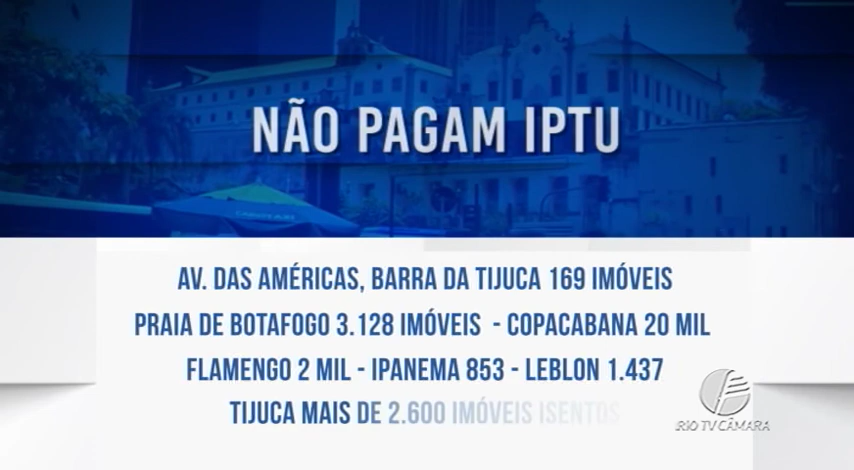 NÃO PAGAM IPTU
AV. DAS AMÉRICAS, BARRA DA TIJUCA 169 IMÓVEIS
PRAIA DE BOTAFOGO 3.128 IMÓVEIS - COPACABANA 20 MIL
FLAMENGO 2 MIL - IPANEMA 853 - LEBLON 1.437
TIJUCA MAIS DE 2.600 IMÓVEIS ISENTOS
RIO TV CÂMARA